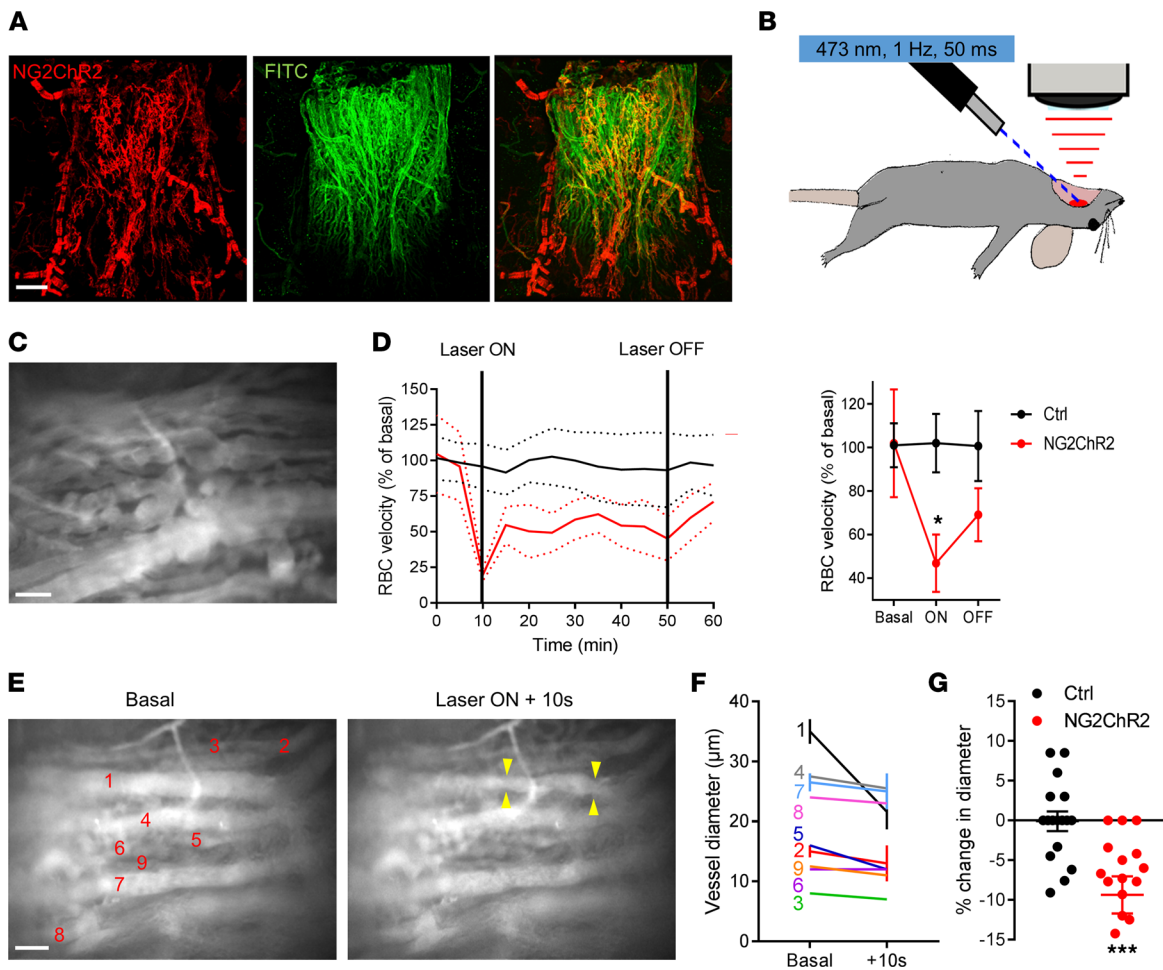 A
NG2ChR2
FITC
B
473 nm, 1 Hz, 50 ms
C
D
Laser ON
Laser OFF
RBC velocity (% of basal)
150
125
100
75
50
25
0
0
10
20
30
40
50
60
Time (min)
RBC velocity (% of basal)
120
100
80
60
40
*
Basal
ON
OFF
Ctrl
NG2ChR2
E
Basal
Laser ON + 10s
3
2
1
4
5
6
9
7
8
F
Vessel diameter (µm)
40
30
20
10
0
1
4
7
8
5
2
9
6
3
Basal
+10s
G
Ctrl
NG2ChR2
% change in diameter
15
10
5
0
-5
-10
-15
***